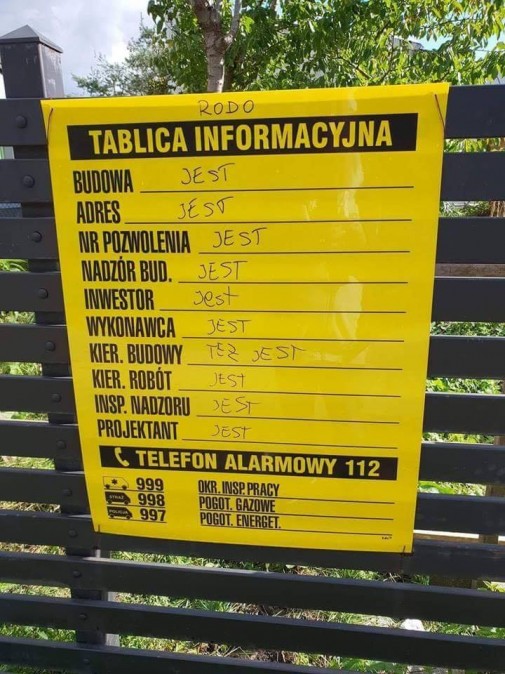 RODO
TABLICA INFORMACYJNA
BUDOWA JEST
ADRES JEST
NR POZWOLENIA JEST
NADZÓR BUD. JEST
INWESTOR jest
WYKONAWCA JEST
KIER. BUDOWY TEŻ JEST
KIER. ROBÓT JEST
INSP. NADZORU JEST
PROJEKTANT JEST
TELEFON ALARMOWY 112
999 OKR. INSP. PRACY
STRAŻ 998 POGOT. GAZOWE
POLICJA 997 POGOT. ENERGET.